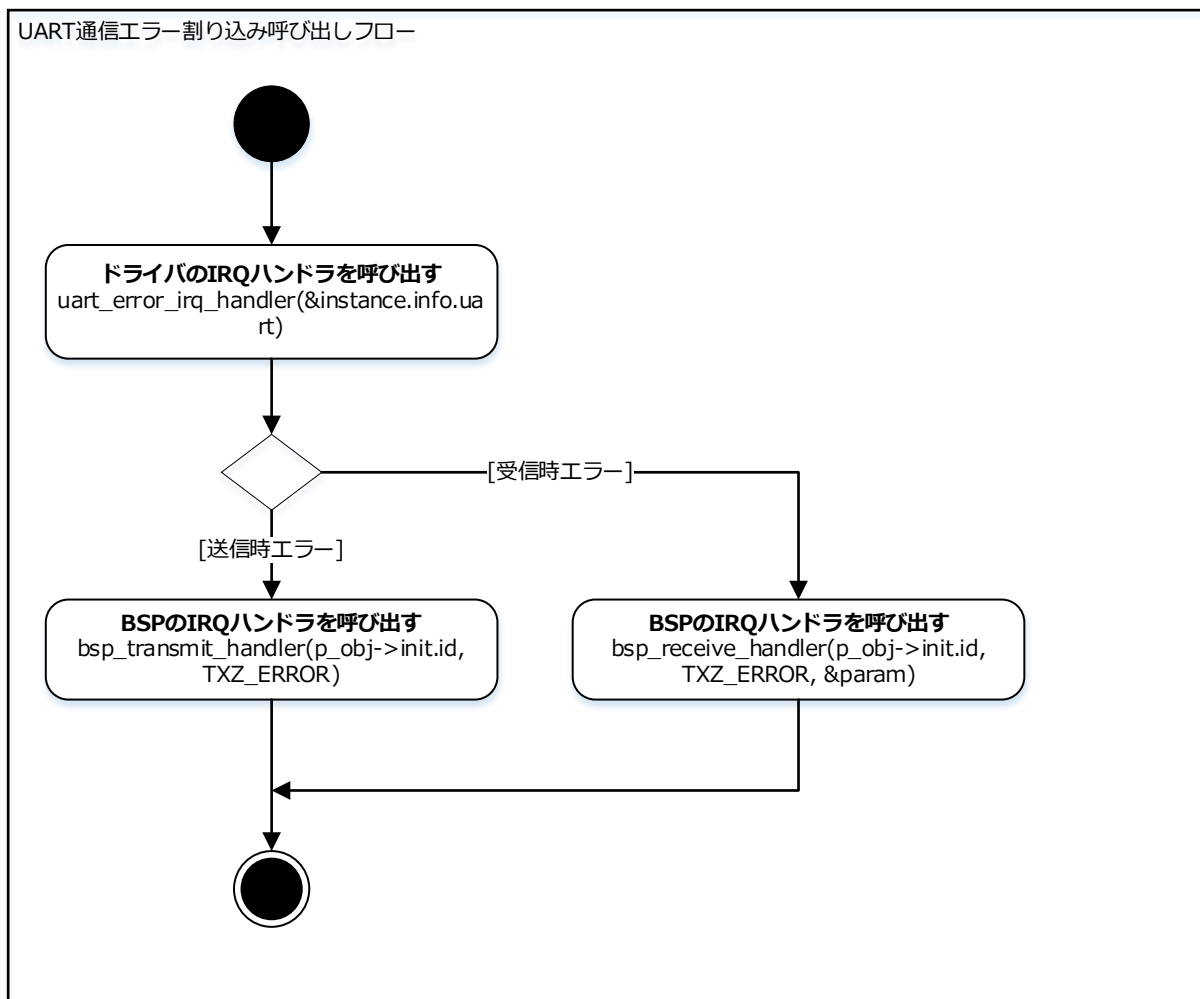 UART通信エラー割り込み呼び出しフロー
ドライバのIRQハンドラを呼び出す
uart_error_irq_handler(&instance.info.ua
rt)
[受信時エラー]
[送信時エラー]
BSPのIRQハンドラを呼び出す
bsp_transmit_handler(p_obj->init.id,
TXZ_ERROR)
BSPのIRQハンドラを呼び出す
bsp_receive_handler(p_obj->init.id,
TXZ_ERROR, &param)